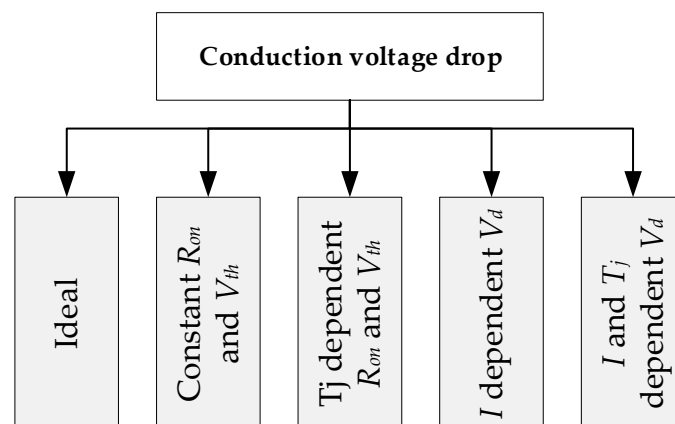 Conduction voltage drop
Ideal
Constant Ron
and Vth
Tj dependent
Ron and Vth
I dependent Vd
I and Tj
dependent Vd